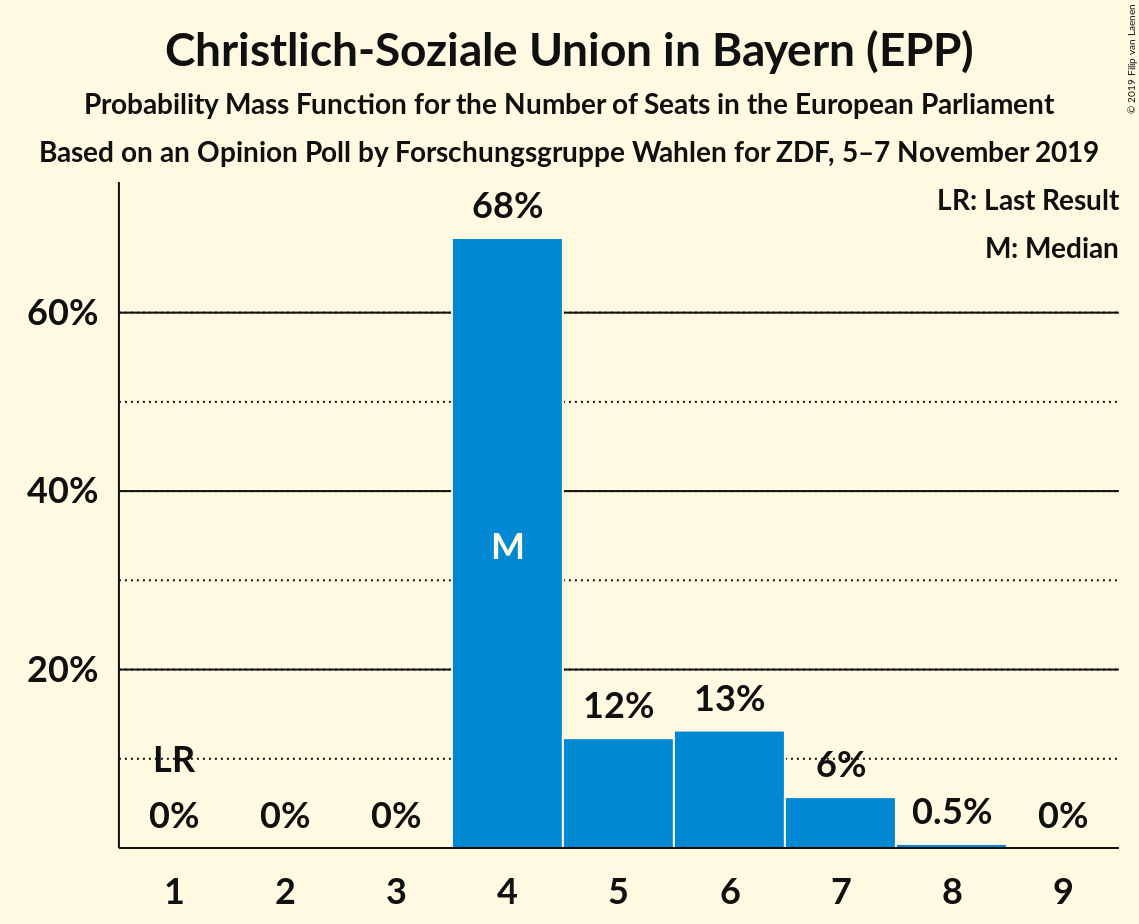 Christlich-Soziale Union in Bayern (EPP)
Probability Mass Function for the Number of Seats in the European Parliament
Based on an Opinion Poll by Forschungsgruppe Wahlen for ZDF, 5–7 November 2019
© 2019 Filip van Laenen
LR: Last Result
M: Median
68%
60%
40%
M
20%
12%
13%
LR
6%
0%
0%
0%
0.5%
0%
1 2 3 4 5 6 7 8 9